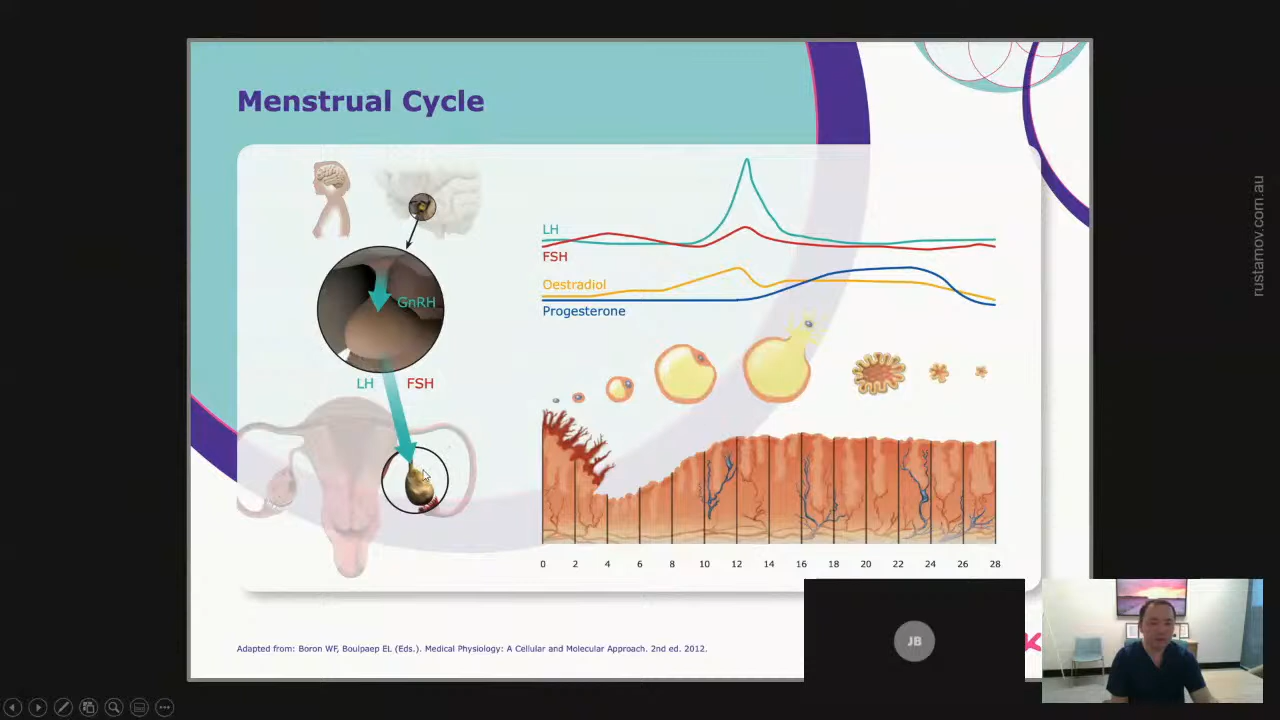 Menstrual Cycle
rustamov.com.au
LH
FSH
GnRH
Oestradiol
Progesterone
LH FSH
0 2 4 6 8 10 12 14 16 18 20 22 24 26 28
JB
Adapted from: Boron WF, Boulpaep EL (Eds.). Medical Physiology: A Cellular and Molecular Approach. 2nd ed. 2012.